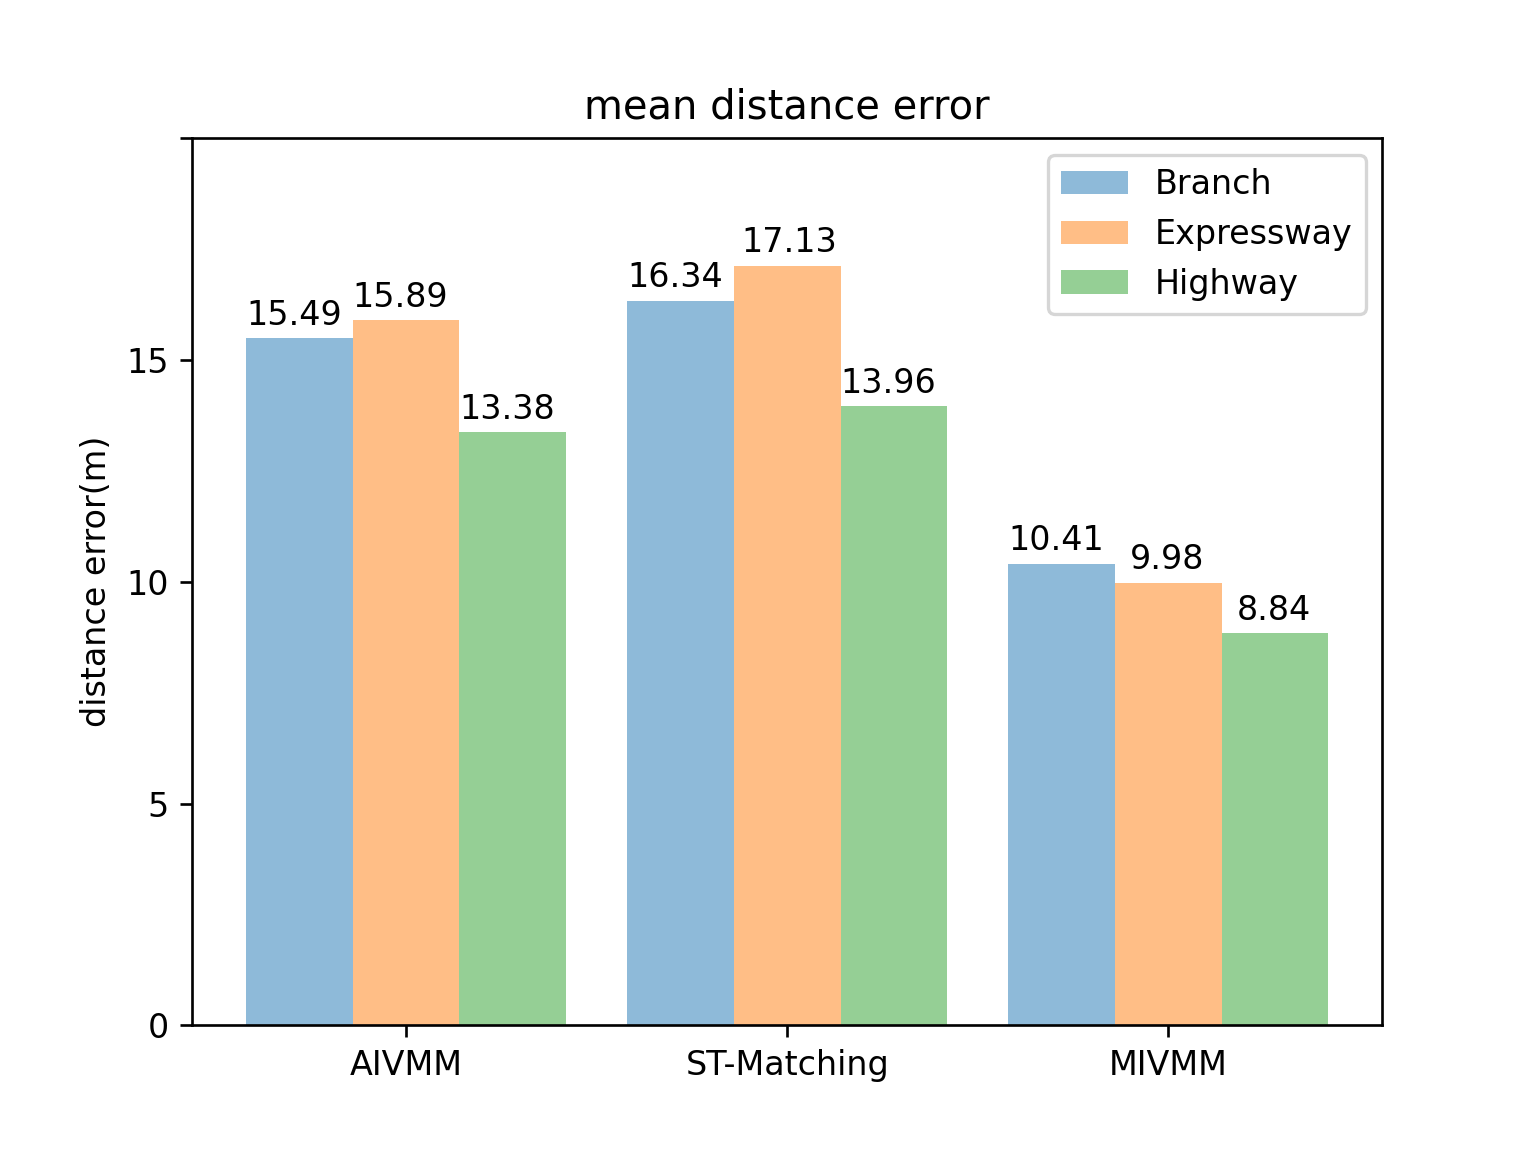 mean distance error
Branch
Expressway
Highway
17.13
16.34
15.89
15.49
13.96
13.38
10.41
9.98
8.84
distance error(m)
15
10
5
0
AIVMM
ST-Matching
MIVMM